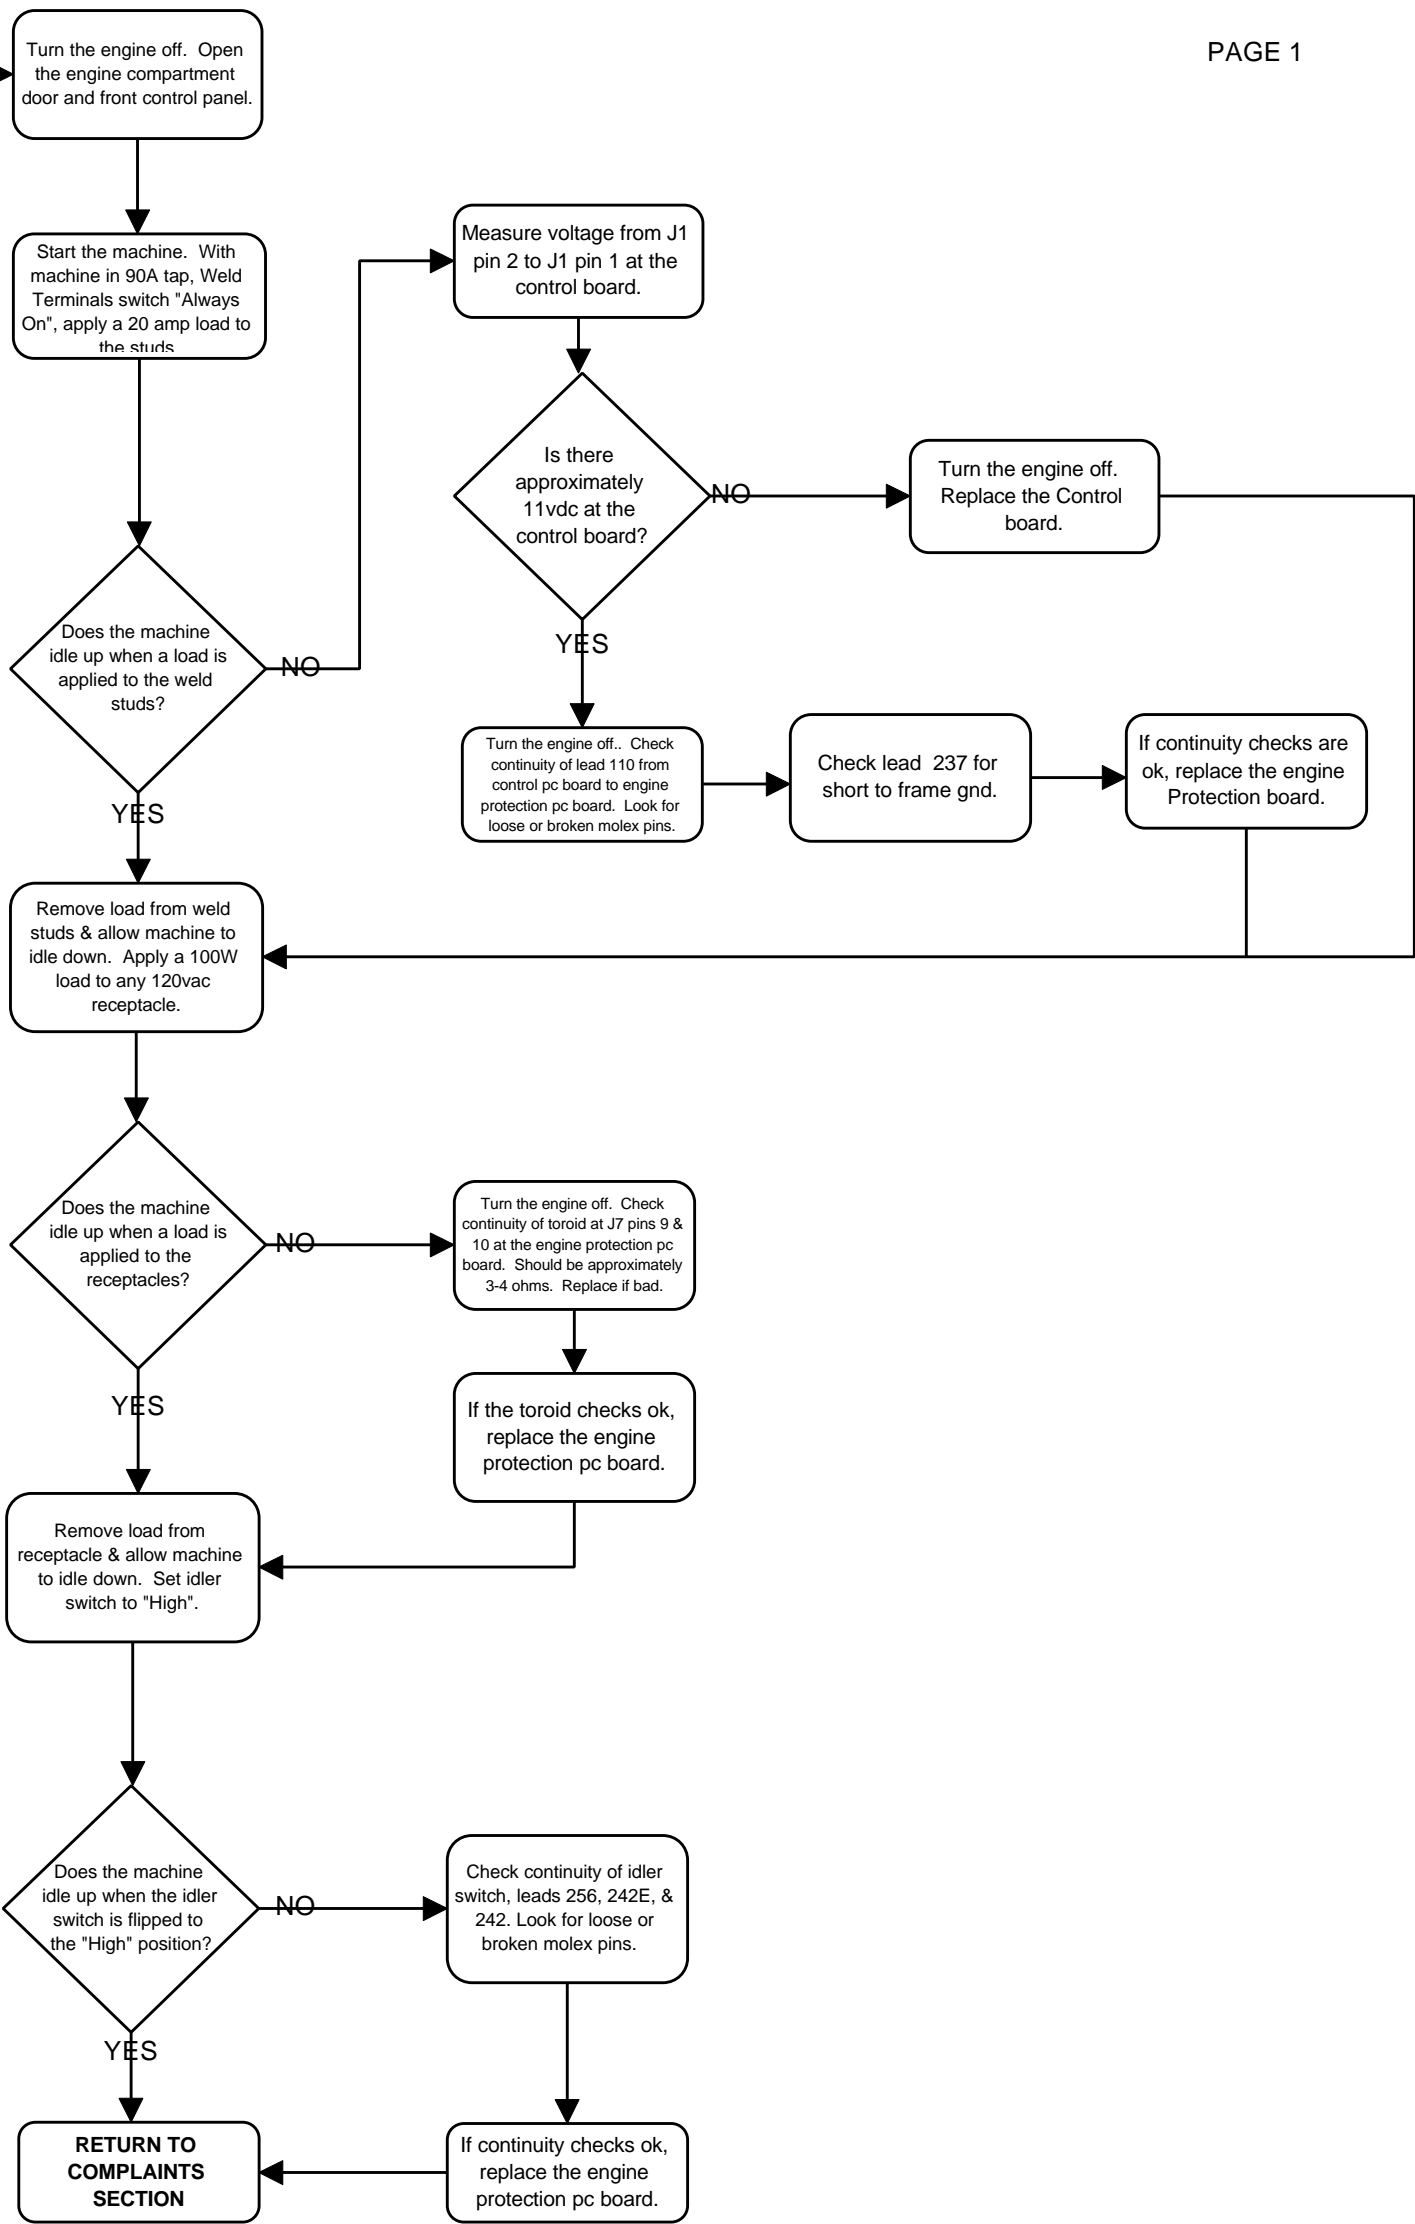 PAGE 1
Turn the engine off.  Open
the engine compartment
door and front control panel.
Start the machine.  With
machine in 90A tap, Weld
Terminals switch "Always
On", apply a 20 amp load to
the studs
Measure voltage from J1
pin 2 to J1 pin 1 at the
control board.
Is there
approximately
11vdc at the
control board?
NO
Turn the engine off.
Replace the Control
board.
YES
Does the machine
idle up when a load is
applied to the weld
studs?
NO
YES
Turn the engine off..  Check
continuity of lead 110 from
control pc board to engine
protection pc board.  Look for
loose or broken molex pins.
Check lead  237 for
short to frame gnd.
If continuity checks are
ok, replace the engine
Protection board.
Remove load from weld
studs & allow machine to
idle down.  Apply a 100W
load to any 120vac
receptacle.
Does the machine
idle up when a load is
applied to the
receptacles?
NO
YES
Turn the engine off.  Check
continuity of toroid at J7 pins 9 &
10 at the engine protection pc
board.  Should be approximately
3-4 ohms.  Replace if bad.
If the toroid checks ok,
replace the engine
protection pc board.
Remove load from
receptacle & allow machine
to idle down.  Set idler
switch to "High".
Does the machine
idle up when the idler
switch is flipped to
the "High" position?
NO
YES
Check continuity of idler
switch, leads 256, 242E, &
242. Look for loose or
broken molex pins.
If continuity checks ok,
replace the engine
protection pc board.
RETURN TO
COMPLAINTS
SECTION